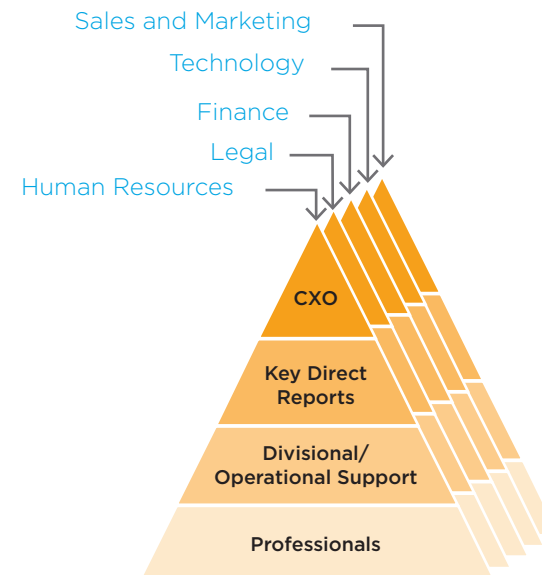 Sales and Marketing
Technology
Finance
Legal
Human Resources
CXO
Key Direct
Reports
Divisional/
Operational Support
Professionals